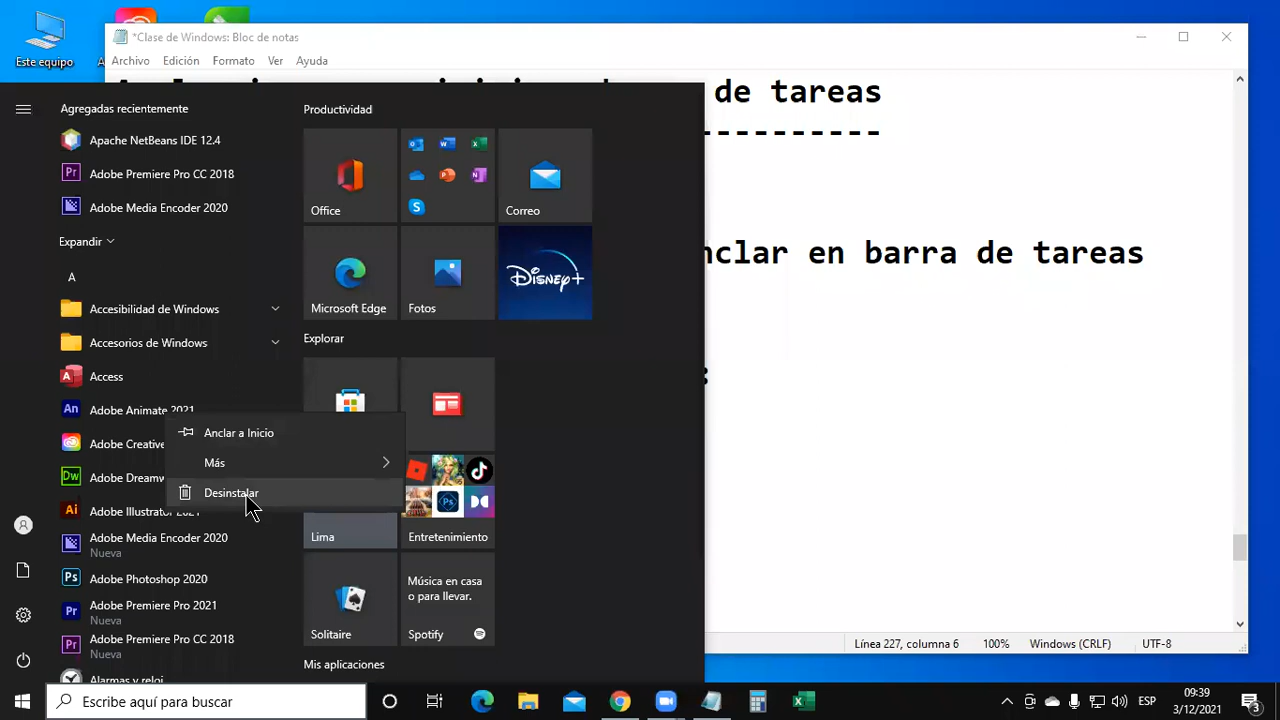 Este equipo
*Clase de Windows: Bloc de notas
Archivo Edición Formato Ver Ayuda
de tareas
----------
nclar en barra de tareas
:
Agregadas recientemente
Apache NetBeans IDE 12.4
Adobe Premiere Pro CC 2018
Adobe Media Encoder 2020
Expandir
A
Accesibilidad de Windows
Accesorios de Windows
Access
Adobe Animate 2021
Adobe Creative
Adobe Dreamw
Adobe Illustrator 2021
Adobe Media Encoder 2020
Nueva
Adobe Photoshop 2020
Adobe Premiere Pro 2021
Nueva
Adobe Premiere Pro CC 2018
Nueva
Alarmas y reloj
Anclar a Inicio
Más
Desinstalar
Productividad
Office
Correo
Microsoft Edge
Fotos
Disney+
Explorar
Lima
Entretenimiento
Solitaire
Música en casa
o para llevar.
Spotify
Mis aplicaciones
Línea 227, columna 6 100% Windows (CRLF) UTF-8
Escribe aquí para buscar
ESP
09:39
3/12/2021
3